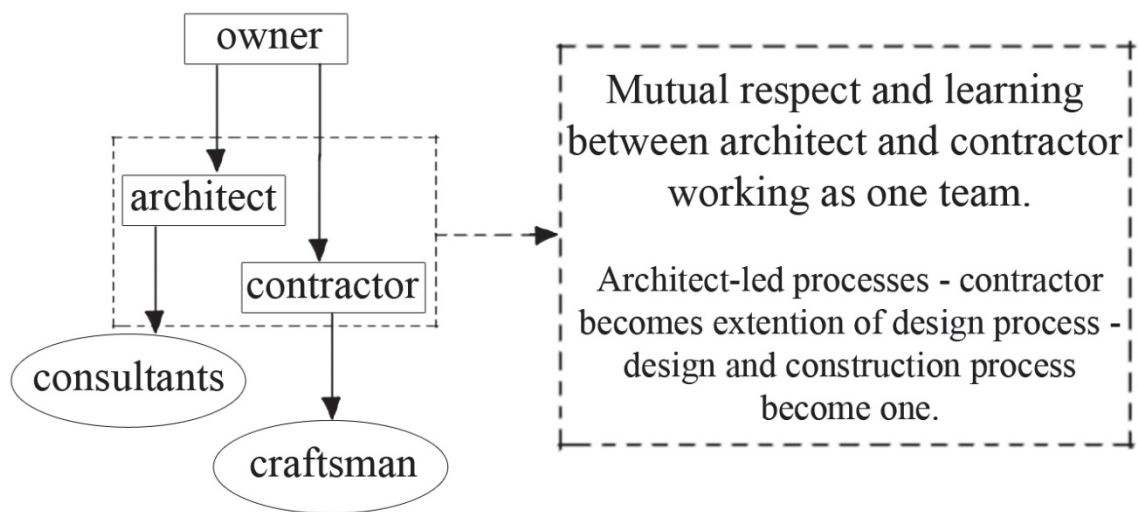 owner
architect
contractor
consultants
craftsman
Mutual respect and learning
between architect and contractor
working as one team.
Architect-led processes - contractor
becomes extention of design process -
design and construction process
become one.